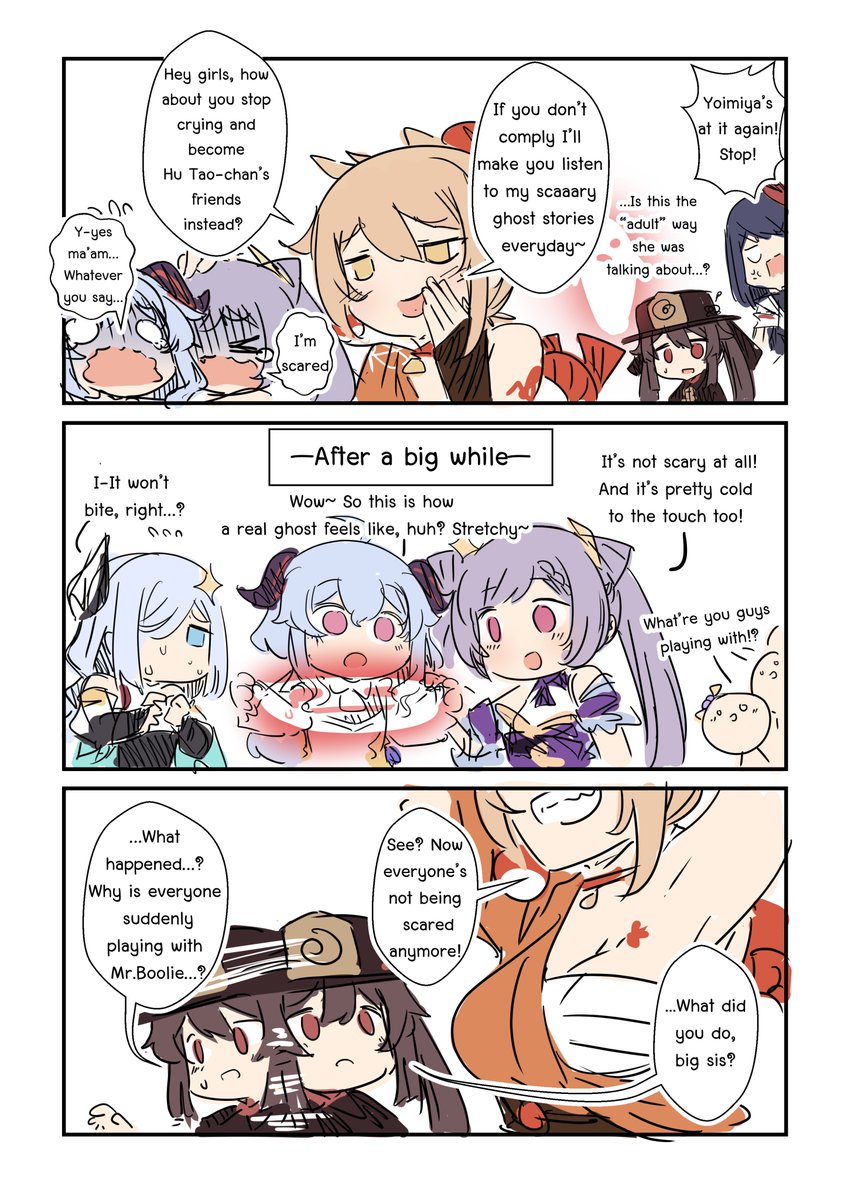 Hey girls, how
about you stop
crying and
become
Hu Tao-chan's
friends
instead?
If you don't
comply I'll
make you listen
to my scaaary
ghost stories
everyday~
Yoimiya's
at it again!
Stop!
...Is this the
"adult" way
she was
talking about...?
Y-yes
ma'am...
Whatever
you say...
I'm
scared
—After a big while—
I-It won't
bite, right...?
Wow~ So this is how
a real ghost feels like, huh? Stretchy~
It's not scary at all!
And it's pretty cold
to the touch too!
What're you guys
playing with!?
...What
happened...?
Why is everyone
suddenly
playing with
Mr.Boolie...?
See? Now
everyone's
not being
scared
anymore!
...What did
you do,
big sis?